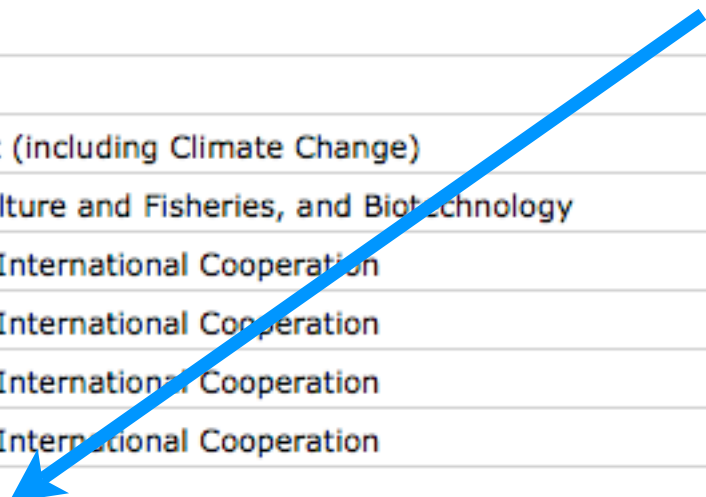 (including Climate Change)
lture and Fisheries, and Biotechnology
International Cooperation
International Cooperation
International Cooperation
International Cooperation